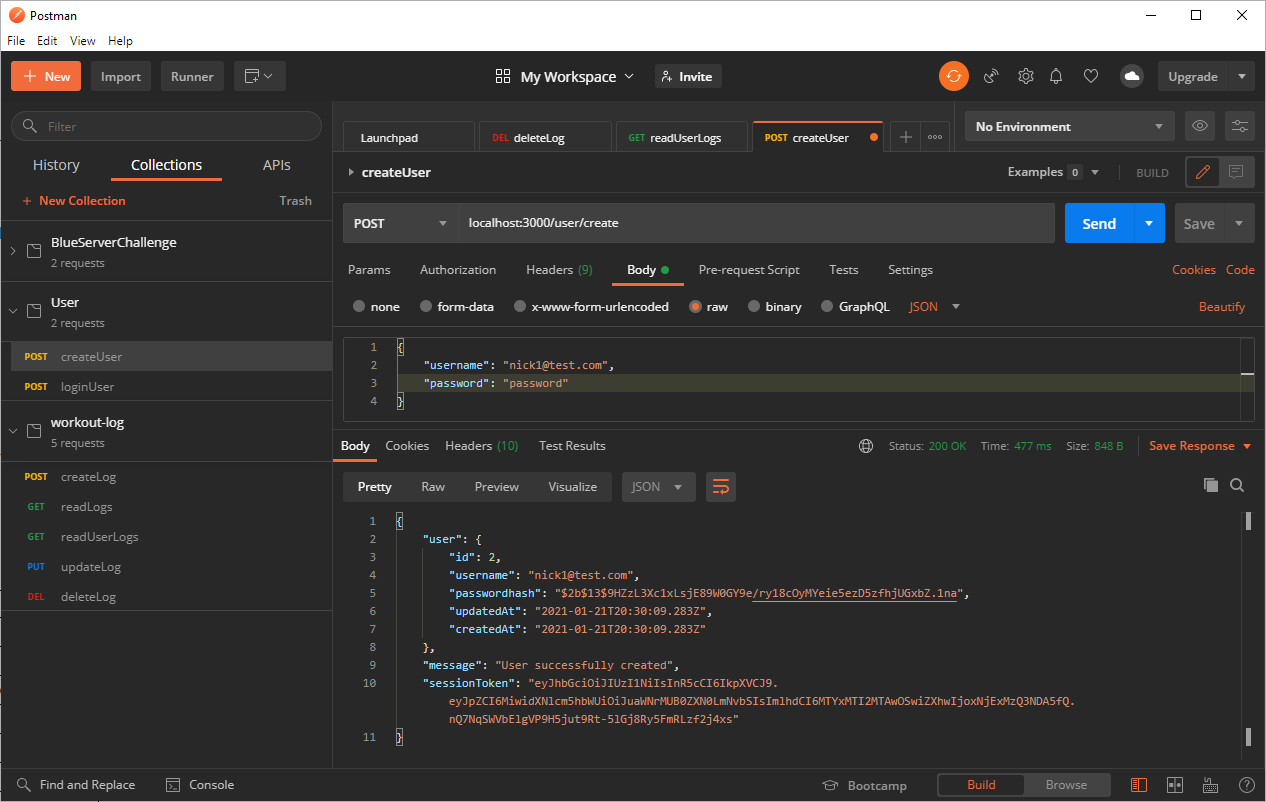 Postman
File Edit View Help
New Import Runner My Workspace Invite Upgrade
Filter
History Collections APIs
+ New Collection Trash
BlueServerChallenge
2 requests
User
2 requests
POST createUser
POST loginUser
workout-log
5 requests
POST createLog
GET readLogs
GET readUserLogs
PUT updateLog
DEL deleteLog
Launchpad DEL deleteLog GET readUserLogs POST createUser No Environment
createUser Examples 0 BUILD
POST localhost:3000/user/create Send Save
Params Authorization Headers (9) Body Pre-request Script Tests Settings Cookies Code
none form-data x-www-form-urlencoded raw binary GraphQL JSON Beautify
1 {
2 "username": "nick1@test.com",
3 "password": "password"
4 }
Body Cookies Headers (10) Test Results Status: 200 OK Time: 477 ms Size: 848 B Save Response
Pretty Raw Preview Visualize JSON
1 {
2 "user": {
3 "id": 2,
4 "username": "nick1@test.com",
5 "passwordhash": "$2b$13$9HZzL3Xc1xLsjE89W0GY9e/ry18cOyMYeie5ezD5zfhjUGxbZ.1na",
6 "updatedAt": "2021-01-21T20:30:09.283Z",
7 "createdAt": "2021-01-21T20:30:09.283Z"
8 },
9 "message": "User successfully created",
10 "sessionToken": "eyJhbGciOiJIUzI1NiIsInR5cCI6IkpXVCJ9.
eyJpZCI6MiwidXNlcm5hbWUiOiJuaWNrMUB0ZXN0LmNvbSIsImlhdCI6MTYxMTI2MTAwOSwiZXhwIjoxNjExMzQ3NDA5fQ.
nQ7NqSWVbElgVP9H5jut9Rt-5lGj8Ry5FmRLzf2j4xs"
11 }
Find and Replace Console Bootcamp Build Browse